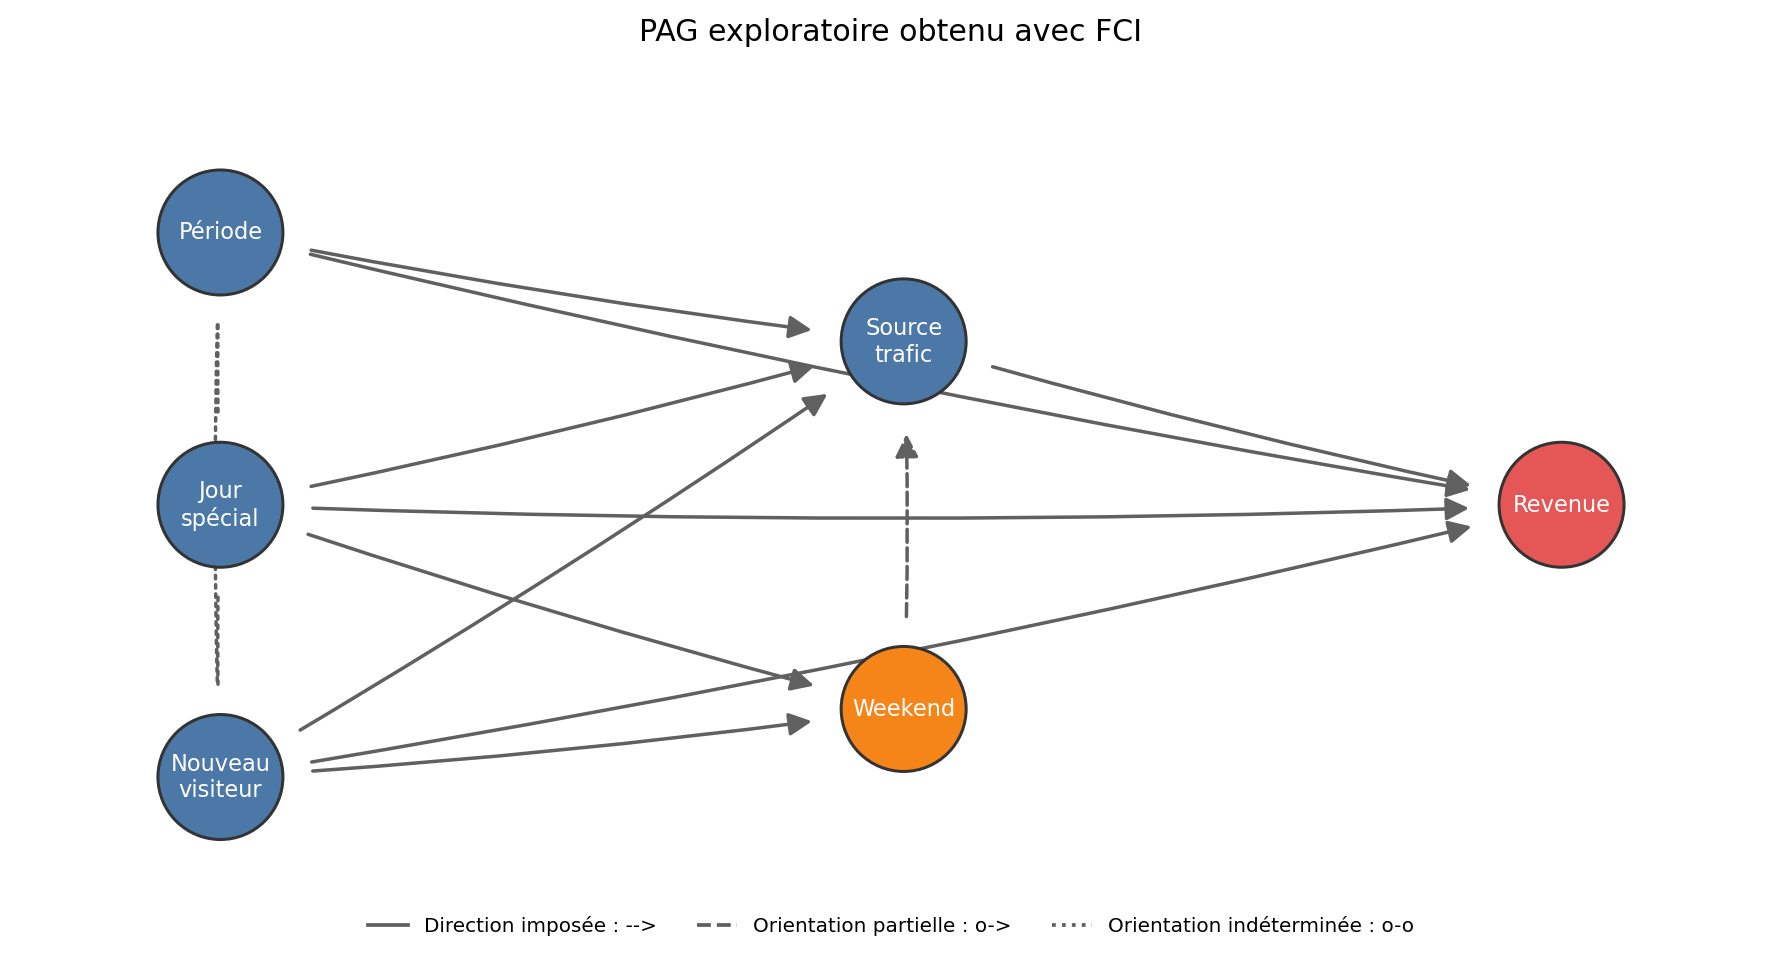 PAG exploratoire obtenu avec FCI
Période
Source
trafic
Jour
spécial
Revenue
Weekend
Nouveau
visiteur
Direction imposée : -->
Orientation partielle : o->
Orientation indéterminée : o-o